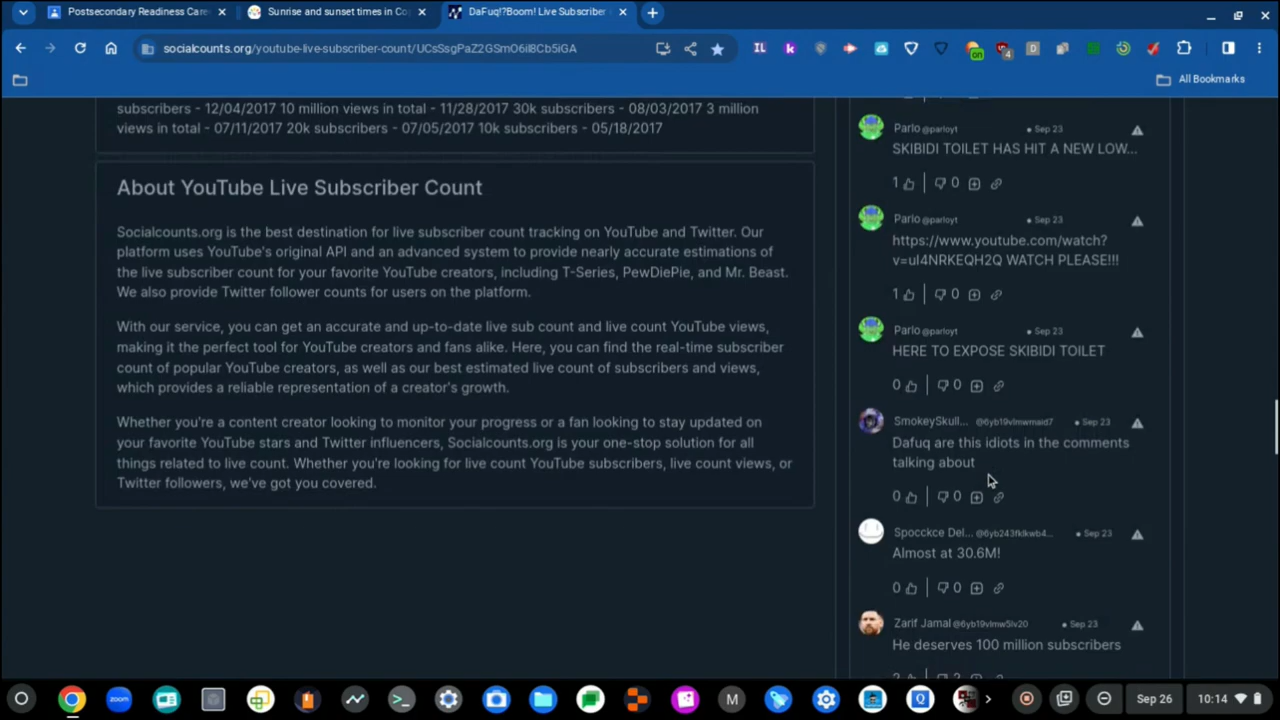 Postsecondary Readiness Care
Sunrise and sunset times in Co
DaFuq!?Boom! Live Subscriber
socialcounts.org/youtube-live-subscriber-count/UCsSsgPaZ2GSmO6il8Cb5iGA
IL
k
on
4
D
All Bookmarks
subscribers - 12/04/2017 10 million views in total - 11/28/2017 30k subscribers - 08/03/2017 3 million
views in total - 07/11/2017 20k subscribers - 07/05/2017 10k subscribers - 05/18/2017
About YouTube Live Subscriber Count
Socialcounts.org is the best destination for live subscriber count tracking on YouTube and Twitter. Our
platform uses YouTube's original API and an advanced system to provide nearly accurate estimations of
the live subscriber count for your favorite YouTube creators, including T-Series, PewDiePie, and Mr. Beast.
We also provide Twitter follower counts for users on the platform.
With our service, you can get an accurate and up-to-date live sub count and live count YouTube views,
making it the perfect tool for YouTube creators and fans alike. Here, you can find the real-time subscriber
count of popular YouTube creators, as well as our best estimated live count of subscribers and views,
which provides a reliable representation of a creator's growth.
Whether you're a content creator looking to monitor your progress or a fan looking to stay updated on
your favorite YouTube stars and Twitter influencers, Socialcounts.org is your one-stop solution for all
things related to live count. Whether you're looking for live count YouTube subscribers, live count views, or
Twitter followers, we've got you covered.
Parlo @parloyt • Sep 23
SKIBIDI TOILET HAS HIT A NEW LOW...
1 0
Parlo @parloyt • Sep 23
https://www.youtube.com/watch?
v=ul4NRKEQH2Q WATCH PLEASE!!!
1 0
Parlo @parloyt • Sep 23
HERE TO EXPOSE SKIBIDI TOILET
0 0
SmokeySkull... @6yb19vlmwmaid7 • Sep 23
Dafuq are this idiots in the comments
talking about
0 0
Spocckce Del... @6yb243fklkwb4... • Sep 23
Almost at 30.6M!
0 0
Zarif Jamal @6yb19vlmw5lv20 • Sep 23
He deserves 100 million subscribers
zoom
M
Q
Sep 26
10:14